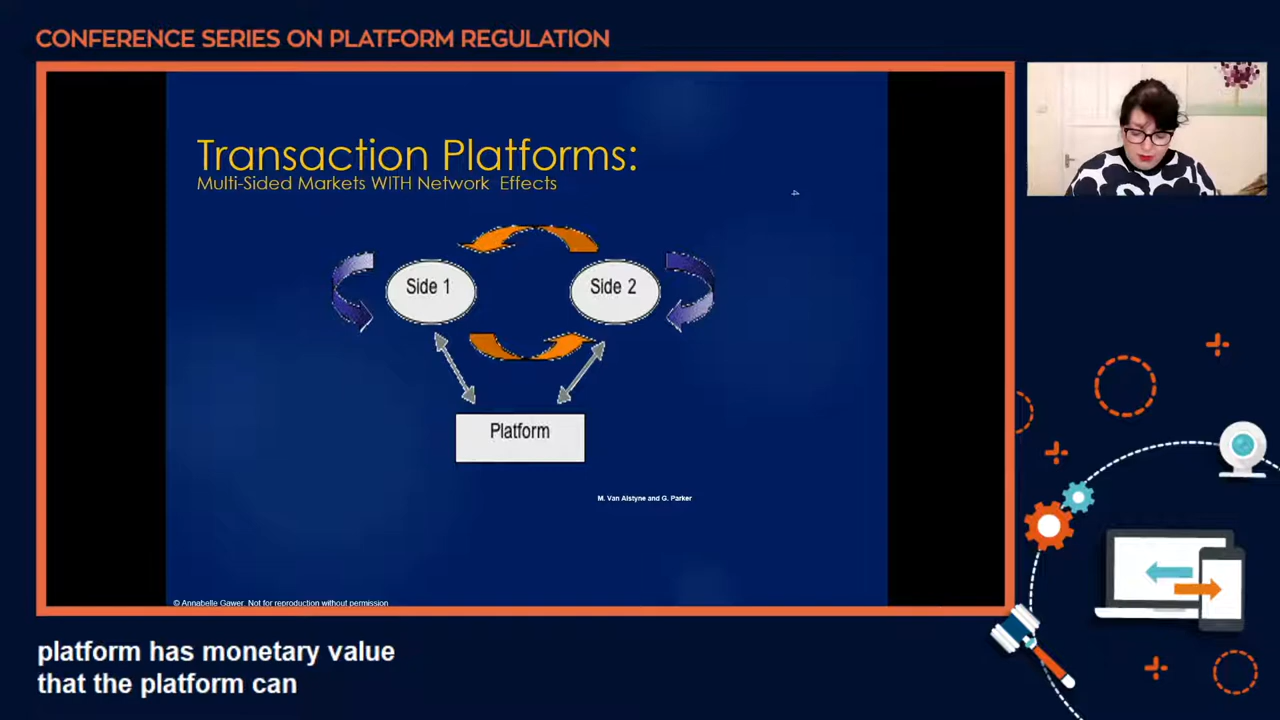 CONFERENCE SERIES ON PLATFORM REGULATION
Transaction Platforms:
Multi-Sided Markets WITH Network Effects
Side 1
Side 2
Platform
M. Van Alstyne and G. Parker
© Annabelle Gawer. Not for reproduction without permission
platform has monetary value
that the platform can